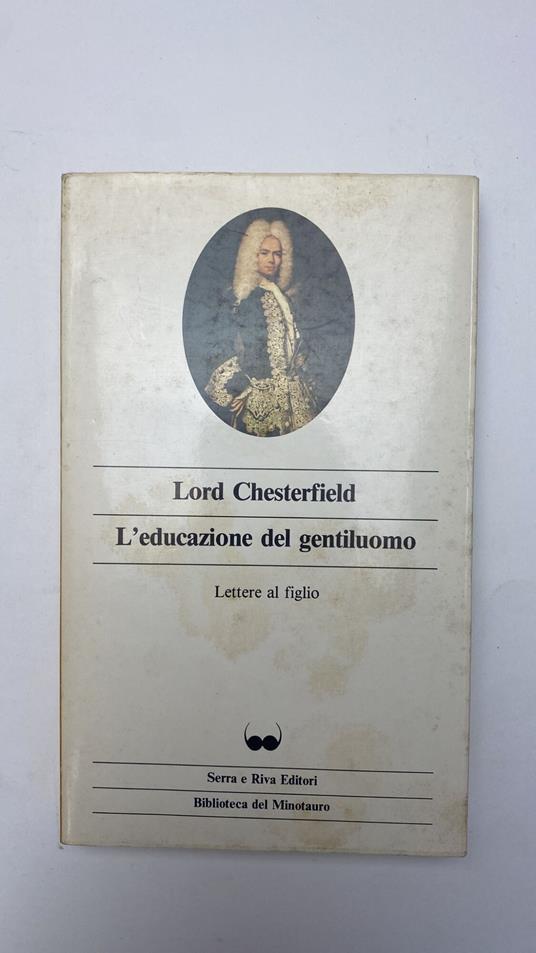 Lord Chesterfield
L'educazione del gentiluomo
Lettere al figlio
Serra e Riva Editori
Biblioteca del Minotauro